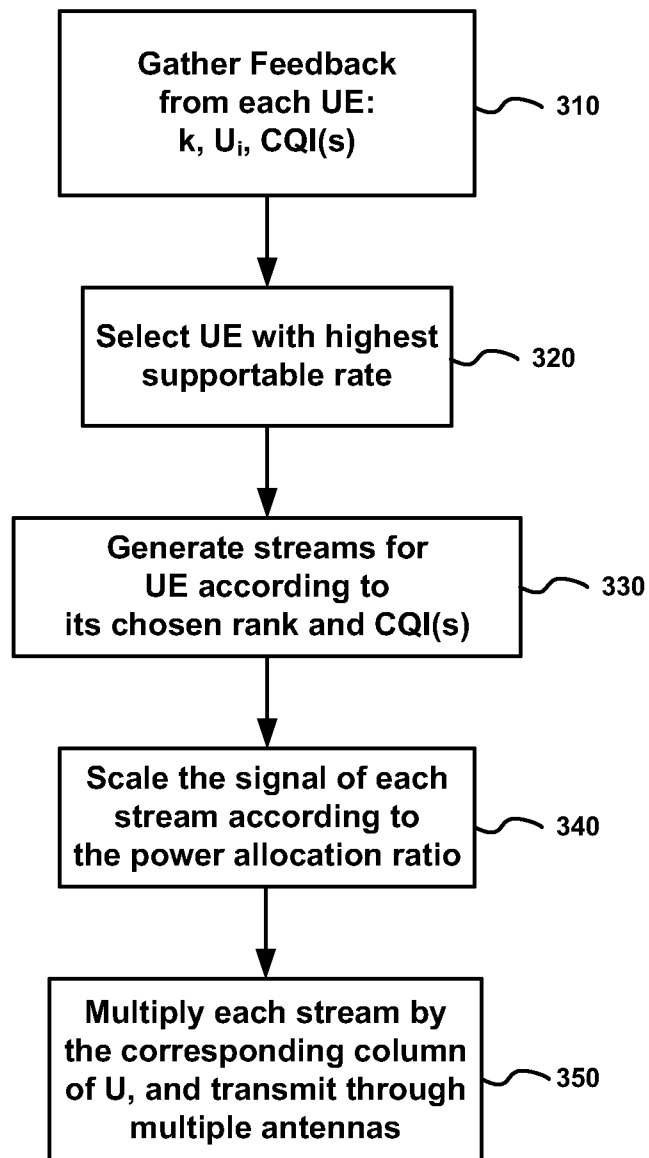 Gather Feedback
from each UE:
k, Uᵢ, CQI(s)
310
Select UE with highest
supportable rate
320
Generate streams for
UE according to
its chosen rank and CQI(s)
330
Scale the signal of each
stream according to
the power allocation ratio
340
Multiply each stream by
the corresponding column
of U, and transmit through
multiple antennas
350